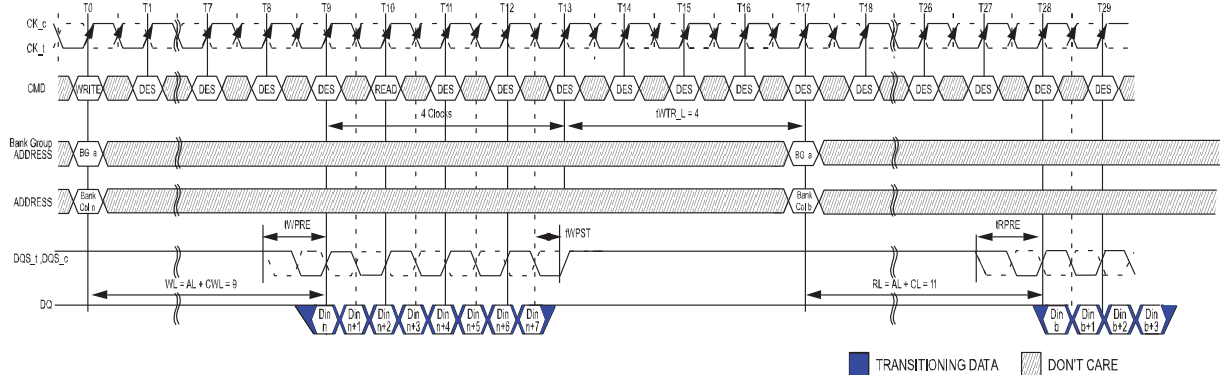 T0 T1 T7 T8 T9 T10 T11 T12 T13 T14 T15 T16 T17 T18 T26 T27 T28 T29
CK_c
CK_t
CMD WRITE DES DES DES DES READ DES DES DES DES DES DES DES DES DES DES DES DES
4 Clocks tWTR_L = 4
Bank Group
ADDRESS BG a BG a
ADDRESS Bank Col n Bank Col b
tWPRE tWPST tRPRE
DQS_t,DQS_c
WL = AL + CWL = 9 RL = AL + CL = 11
DQ Din n Din n+1 Din n+2 Din n+3 Din n+4 Din n+5 Din n+6 Din n+7 Din b Din b+1 Din b+2 Din b+3
TRANSITIONING DATA DON'T CARE